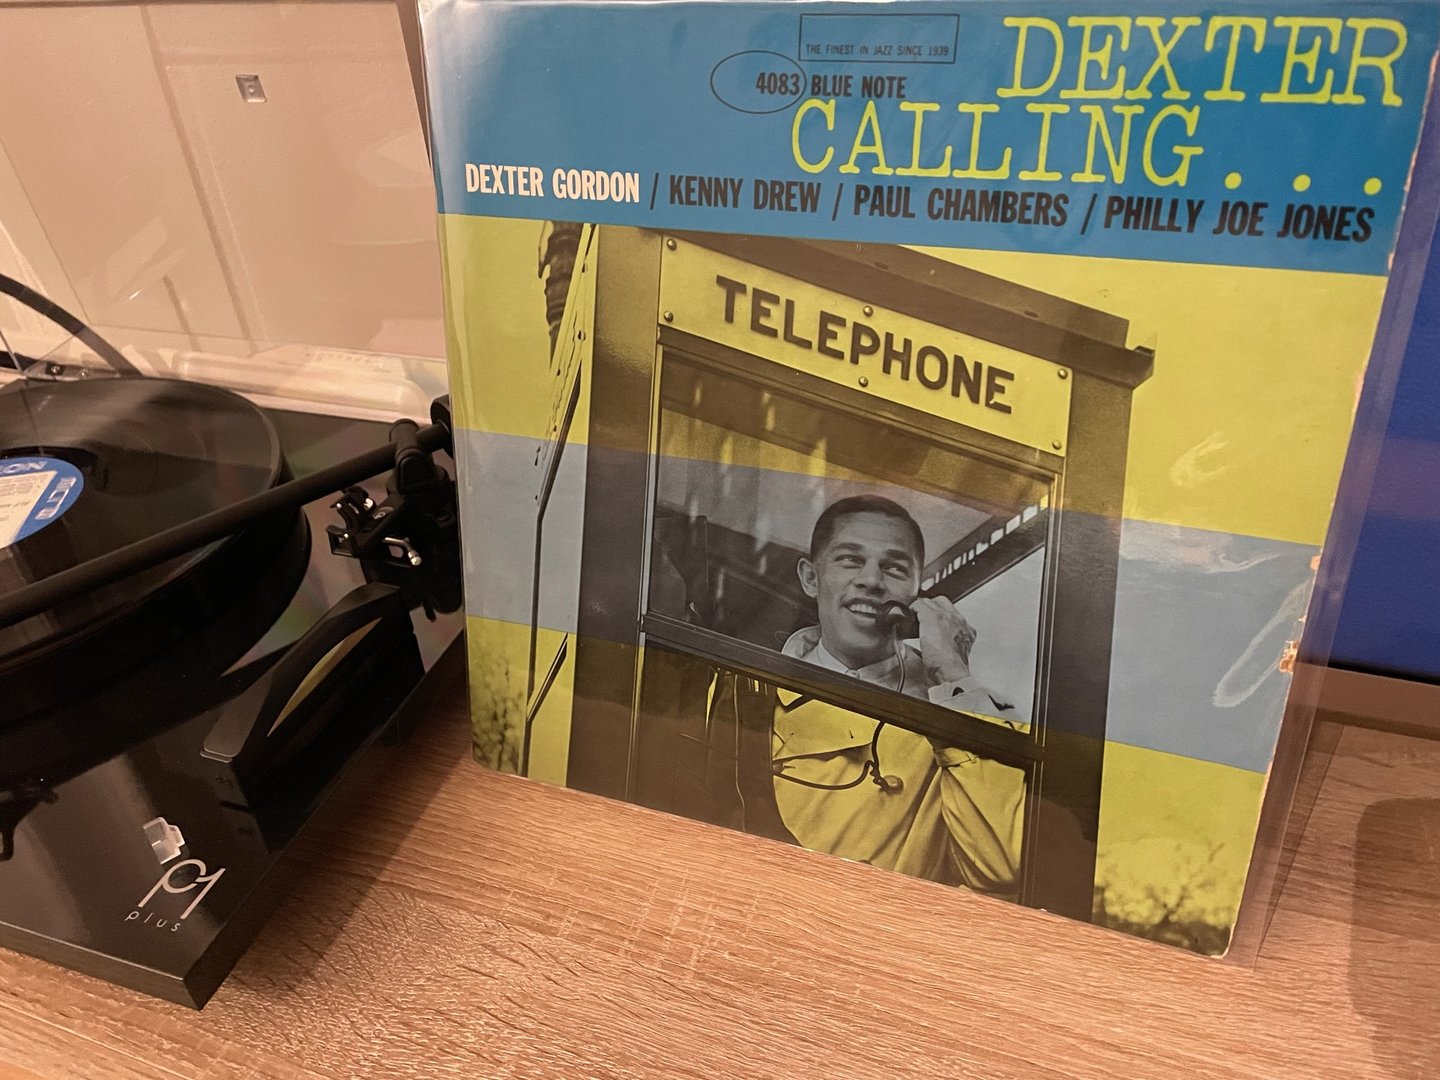 THE FINEST IN JAZZ SINCE 1939
4083 BLUE NOTE
DEXTER
CALLING...
DEXTER GORDON / KENNY DREW / PAUL CHAMBERS / PHILLY JOE JONES
TELEPHONE
P1
plus